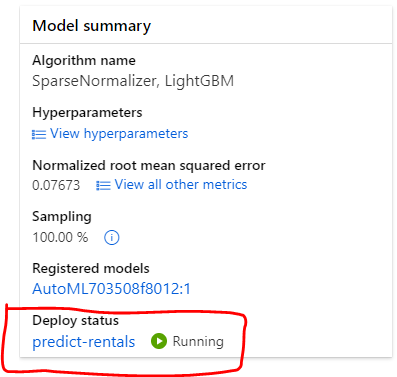 Model summary
Algorithm name
SparseNormalizer, LightGBM
Hyperparameters
View hyperparameters
Normalized root mean squared error
0.07673 View all other metrics
Sampling
100.00 %
Registered models
AutoML703508f8012:1
Deploy status
predict-rentals Running